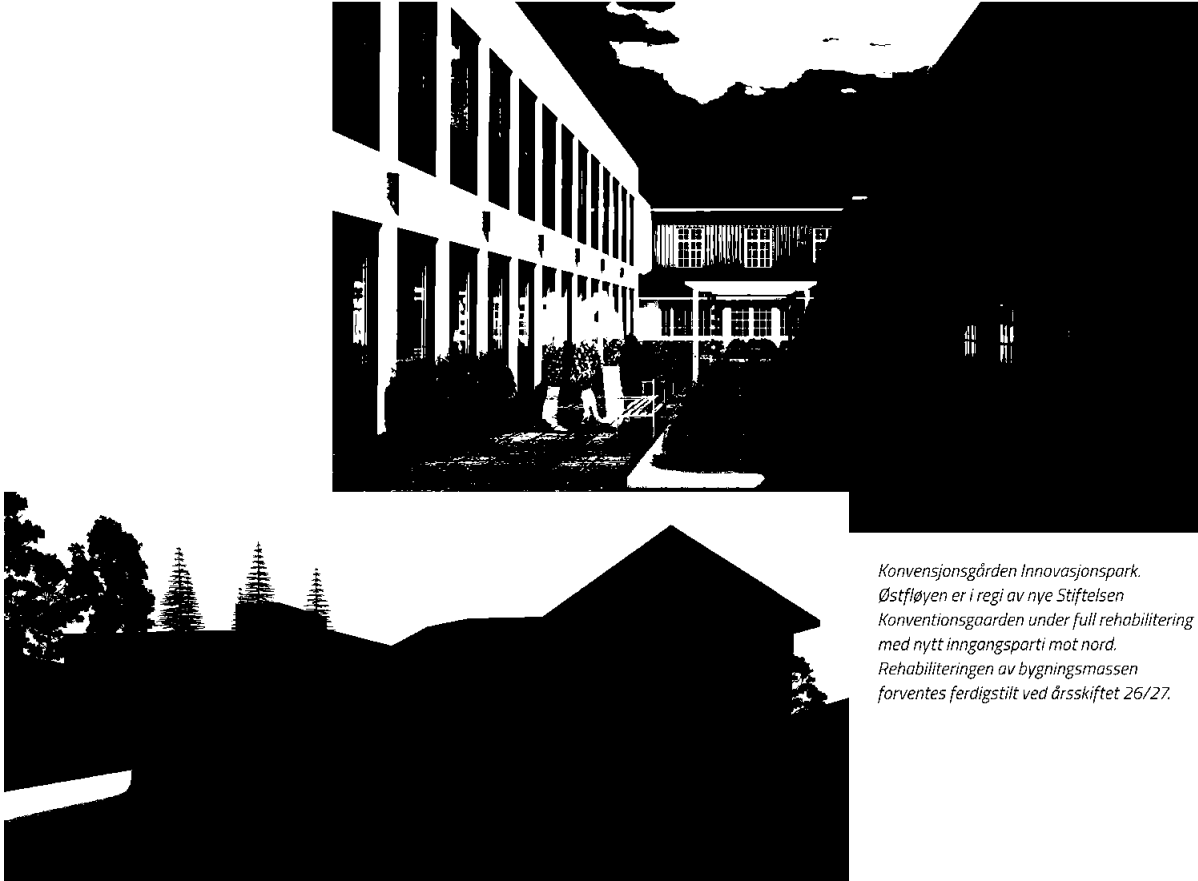 Konvensjonsgården Innovasjonspark.
Østfløyen er i regi av nye Stiftelsen
Konventionsgaarden under full rehabilitering
med nytt inngangsparti mot nord.
Rehabiliteringen av bygningsmassen
forventes ferdigstilt ved årsskiftet 26/27.